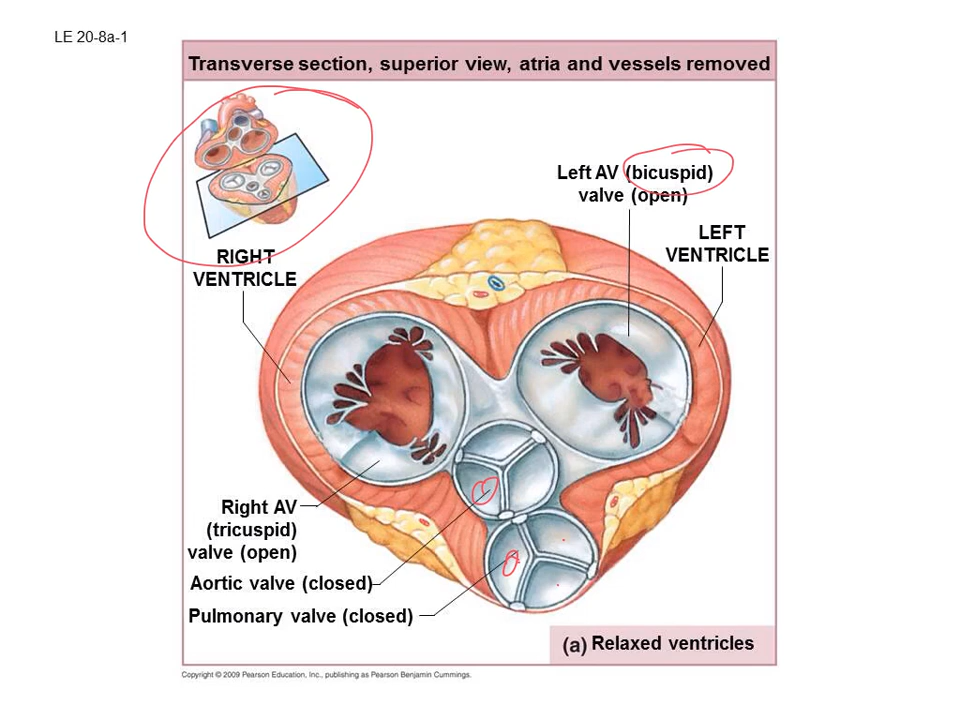 LE 20-8a-1
Transverse section, superior view, atria and vessels removed
Left AV (bicuspid)
valve (open)
LEFT
VENTRICLE
RIGHT
VENTRICLE
Right AV
(tricuspid)
valve (open)
Aortic valve (closed)
Pulmonary valve (closed)
(a) Relaxed ventricles
Copyright © 2009 Pearson Education, Inc., publishing as Pearson Benjamin Cummings.